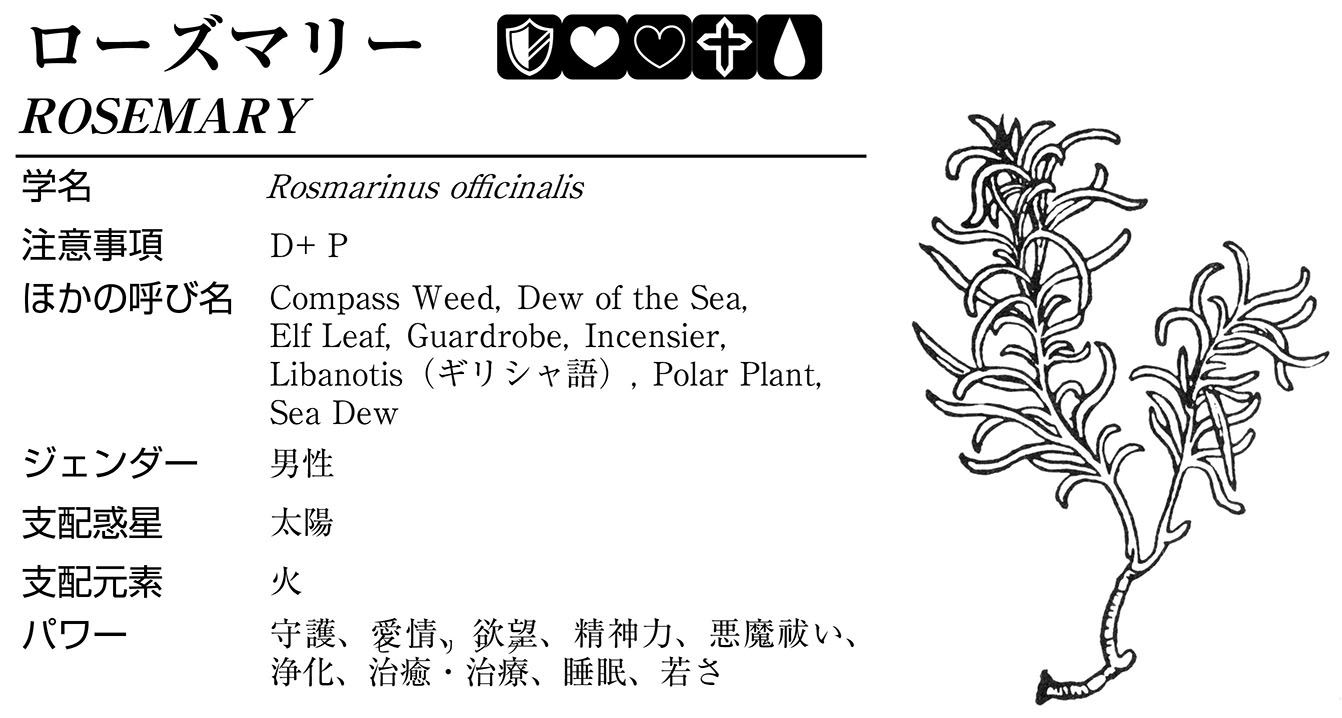 ローズマリー
ROSEMARY
学名 Rosmarinus officinalis
注意事項 D+ P
ほかの呼び名 Compass Weed, Dew of the Sea,
Elf Leaf, Guardrobe, Incensier,
Libanotis（ギリシャ語）, Polar Plant,
Sea Dew
ジェンダー 男性
支配惑星 太陽
支配元素 火
パワー 守護、愛情、欲望、精神力、悪魔祓い、
浄化、治癒・治療、睡眠、若さ